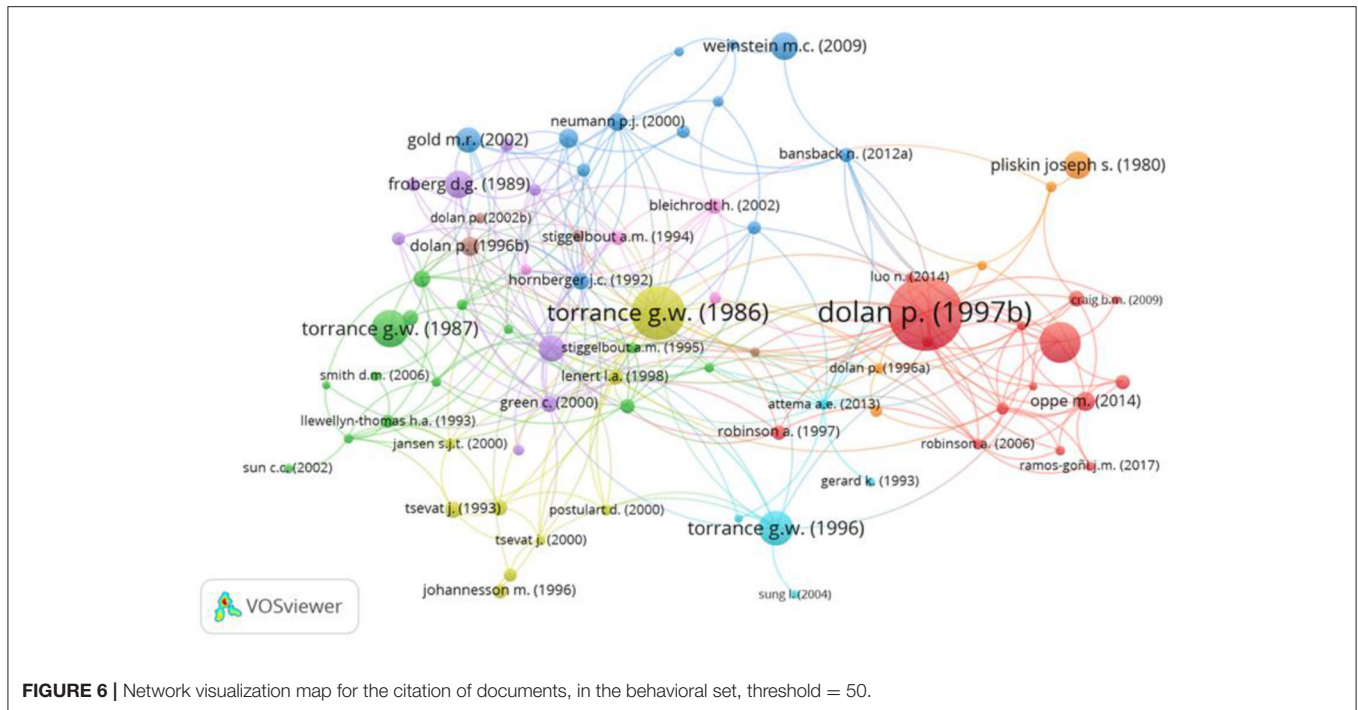 weinstein m.c. (2009)
neumann p.j. (2000)
gold m.r. (2002)
bansback n. (2012a)
pliskin joseph s. (1980)
froberg d.g. (1989)
bleichrodt h. (2002)
dolan p. (2002b)
stiggelbout a.m. (1994)
dolan p. (1996b)
hornberger j.c. (1992)
luo n. (2014)
craig b.m. (2009)
torrance g.w. (1986)
dolan p. (1997b)
torrance g.w. (1987)
stiggelbout a.m. (1995)
dolan p. (1996a)
smith d.m. (2006)
lenert l.a. (1998)
green c. (2000)
attema a.e. (2013)
oppe m. (2014)
llewellyn-thomas h.a. (1993)
robinson a. (1997)
jansen s.j.t. (2000)
robinson a. (2006)
sun c.c. (2002)
ramos-goñi j.m. (2017)
gerard k. (1993)
tsevat j. (1993)
postulart d. (2000)
torrance g.w. (1996)
tsevat j. (2000)
johannesson m. (1996)
sung l. (2004)
VOSviewer
FIGURE 6 | Network visualization map for the citation of documents, in the behavioral set, threshold = 50.